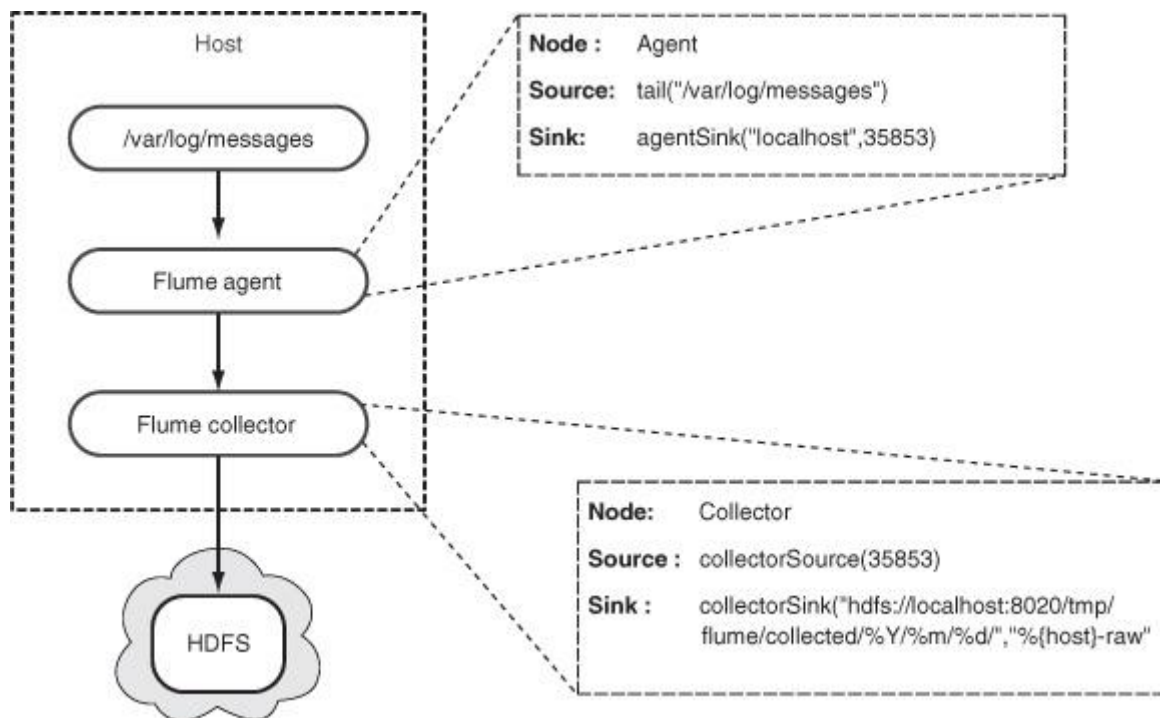 Host
/var/log/messages
Flume agent
Flume collector
HDFS
Node : Agent
Source: tail("/var/log/messages")
Sink: agentSink("localhost",35853)
Node: Collector
Source : collectorSource(35853)
Sink : collectorSink("hdfs://localhost:8020/tmp/
flume/collected/%Y/%m/%d/","%{host}-raw"